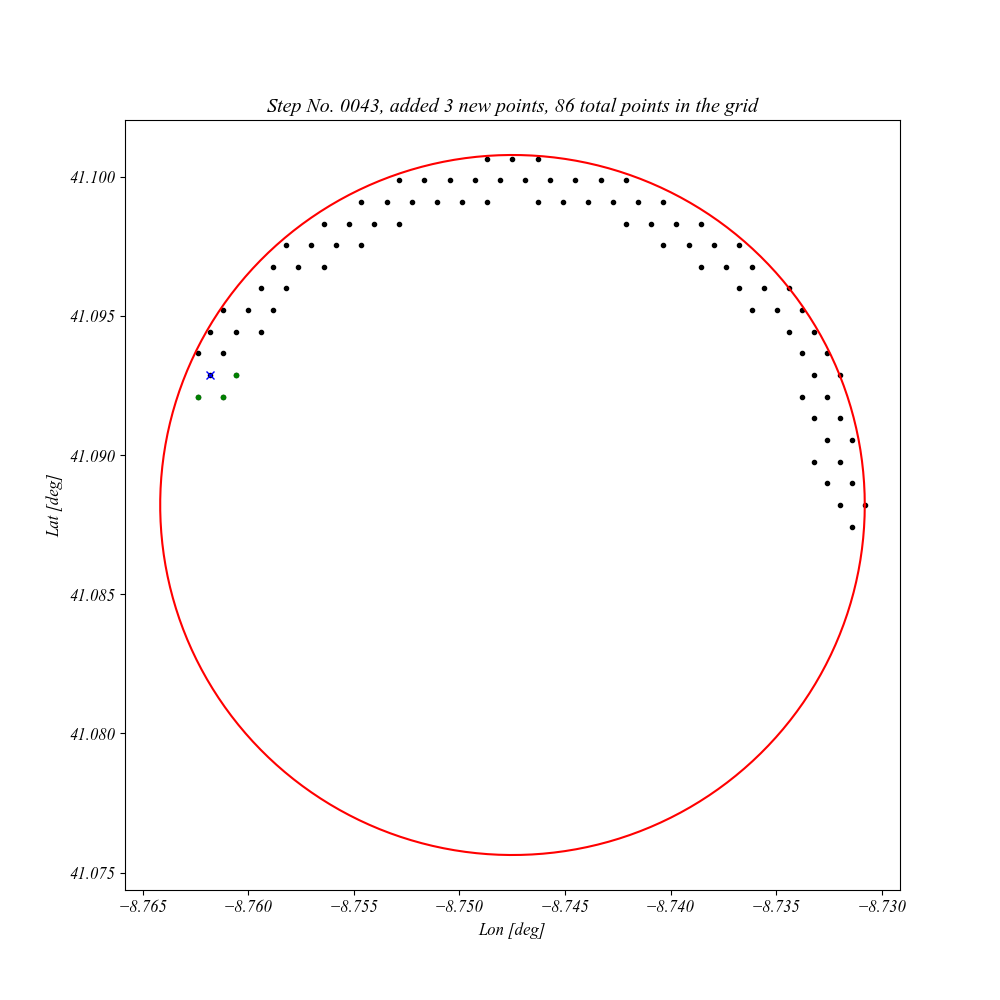 Step No. 0043, added 3 new points, 86 total points in the grid
41.100
41.095
41.090
41.085
41.080
41.075
Lat [deg]
−8.765 −8.760 −8.755 −8.750 −8.745 −8.740 −8.735 −8.730
Lon [deg]